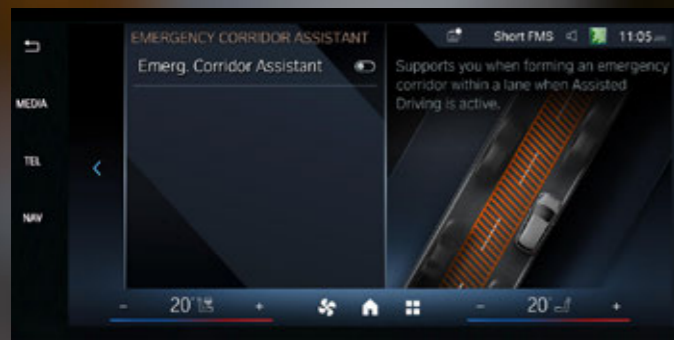 EMERGENCY CORRIDOR ASSISTANT
Short FMS
11:05
Emerg. Corridor Assistant
Supports you when forming an emergency
corridor within a lane when Assisted
Driving is active.
MEDIA
TEL
NAV
- 20° +
- 20° +